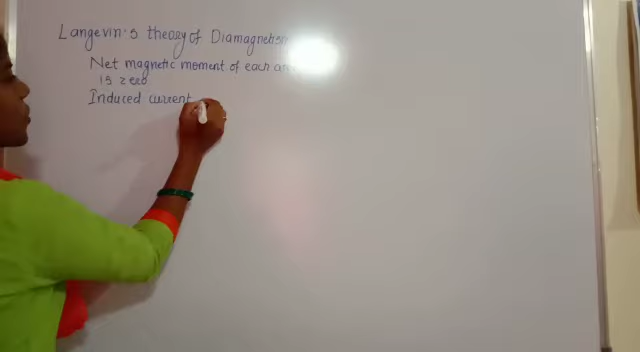 Langevin's theory of Diamagnetism
Net magnetic moment of each
is zero
Induced current